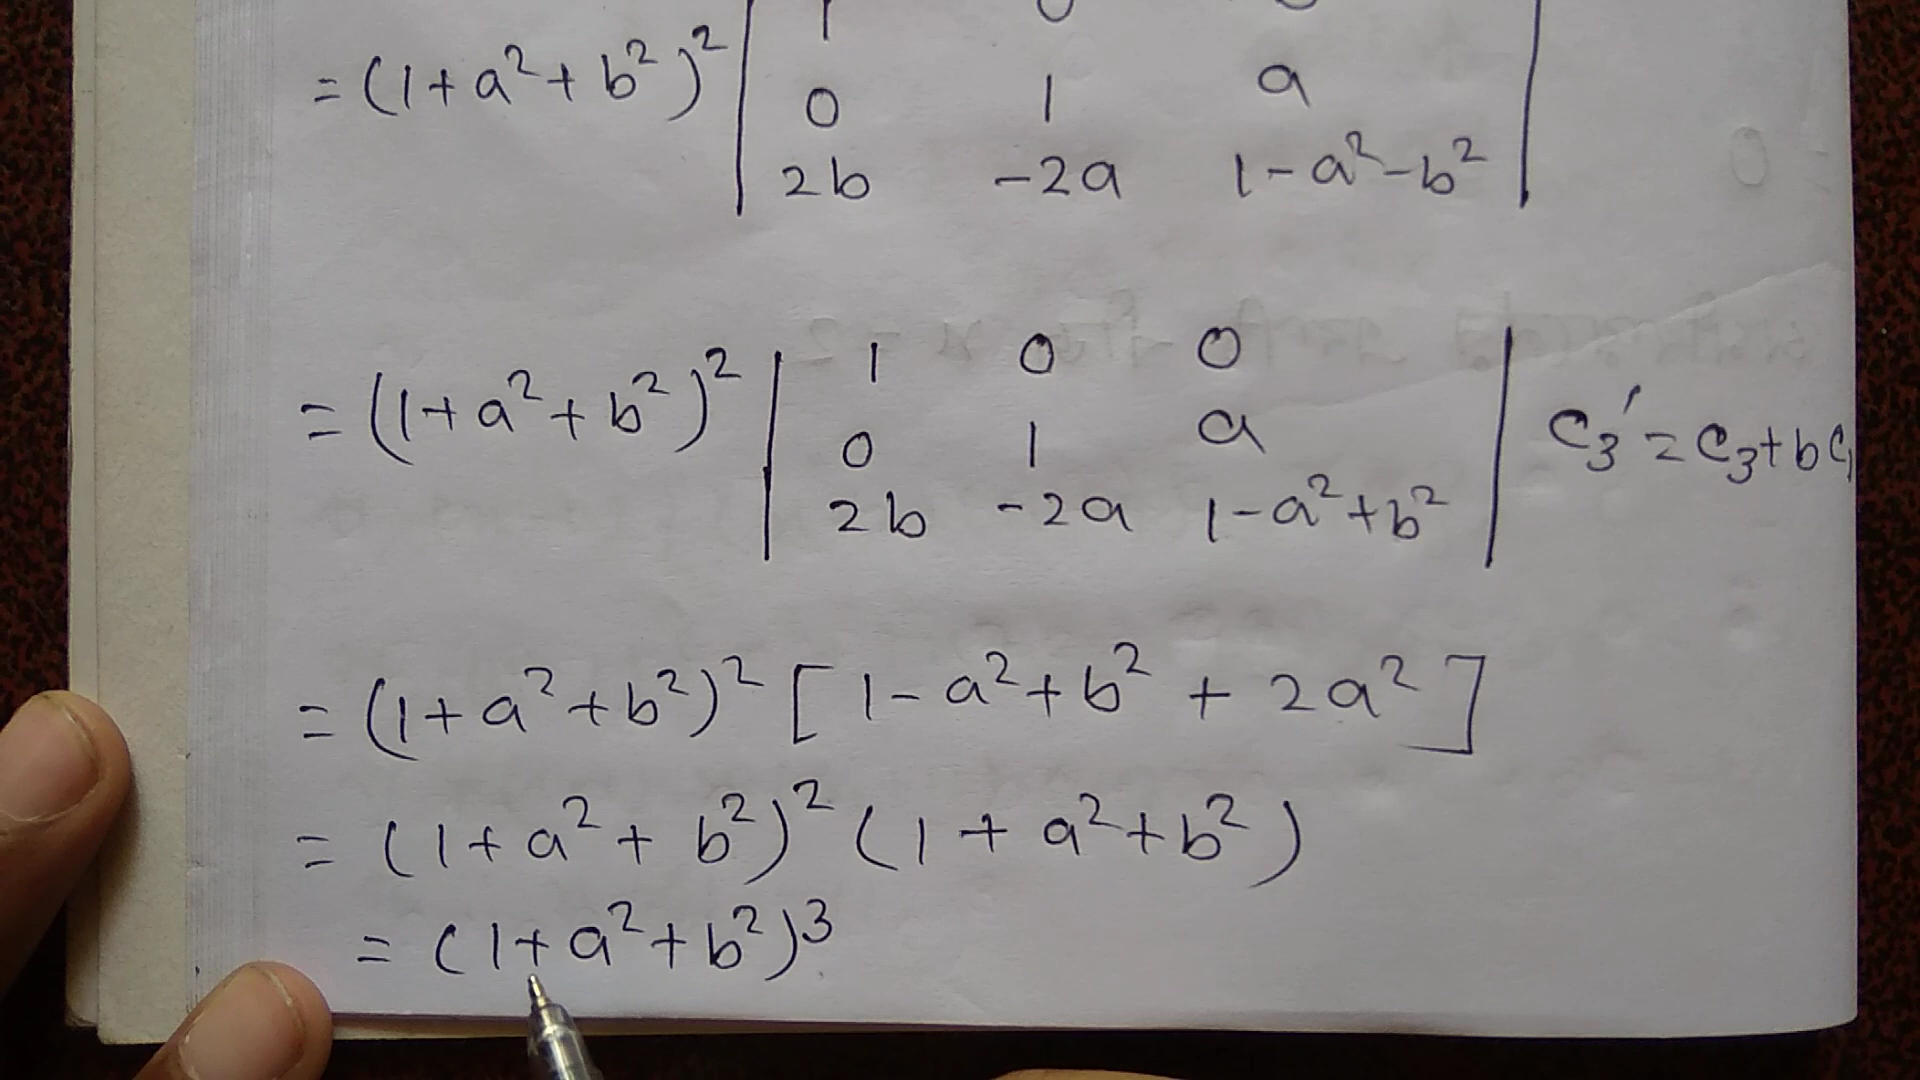 = (1+a²+b²)² | 1
0 1 a
2b -2a 1-a²-b² |
= (1+a²+b²)² | 1 0 0 |
0 1 a C₃' = C₃+bC₁
2b -2a 1-a²+b²
= (1+a²+b²)² [1-a²+b² + 2a²]
= (1+a²+b²)² (1+a²+b²)
= (1+a²+b²)³